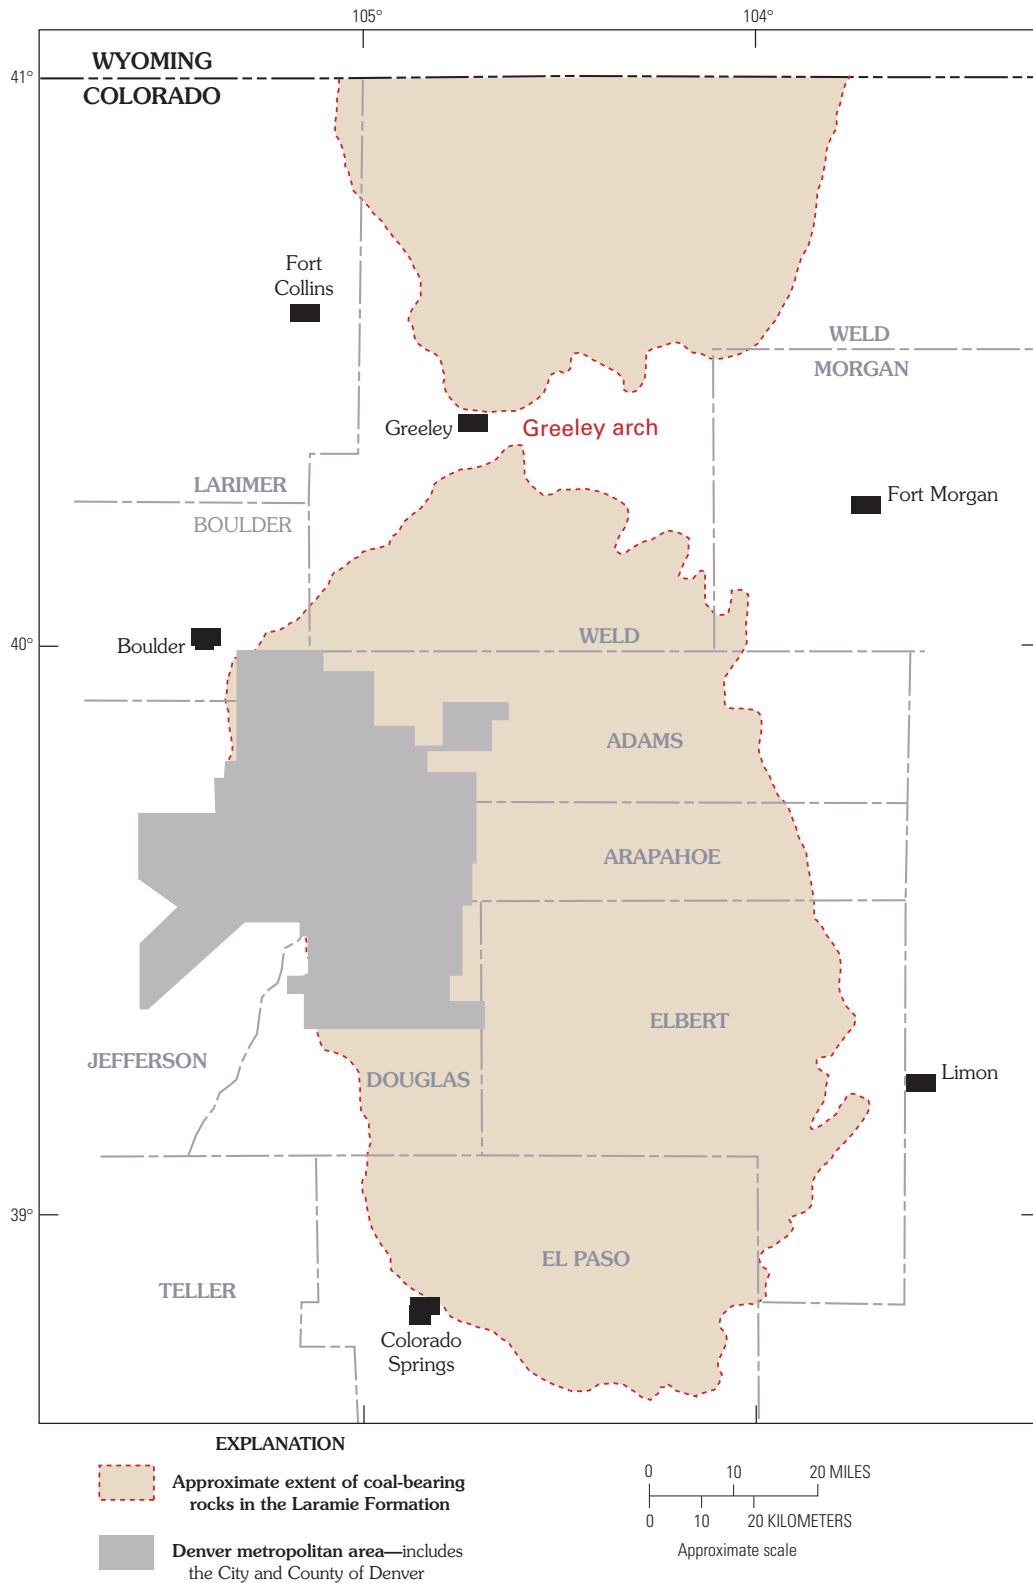 105°
104°
41°
WYOMING
COLORADO
Fort
Collins
WELD
MORGAN
Greeley
Greeley arch
LARIMER
BOULDER
Fort Morgan
40°
Boulder
WELD
ADAMS
ARAPAHOE
ELBERT
JEFFERSON
DOUGLAS
Limon
39°
EL PASO
TELLER
Colorado
Springs
EXPLANATION
Approximate extent of coal-bearing
rocks in the Laramie Formation
Denver metropolitan area—includes
the City and County of Denver
0 10 20 MILES
0 10 20 KILOMETERS
Approximate scale